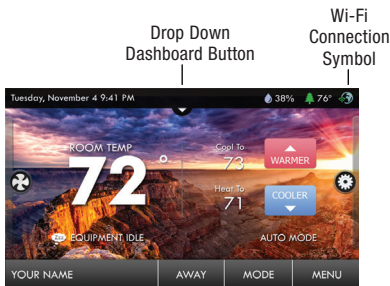 Drop Down
Dashboard Button
Wi-Fi
Connection
Symbol
Tuesday, November 4 9:41 PM
38%
76°
ROOM TEMP
72°
Cool To
73
WARMER
Heat To
71
COOLER
EQUIPMENT IDLE
AUTO MODE
YOUR NAME
AWAY
MODE
MENU